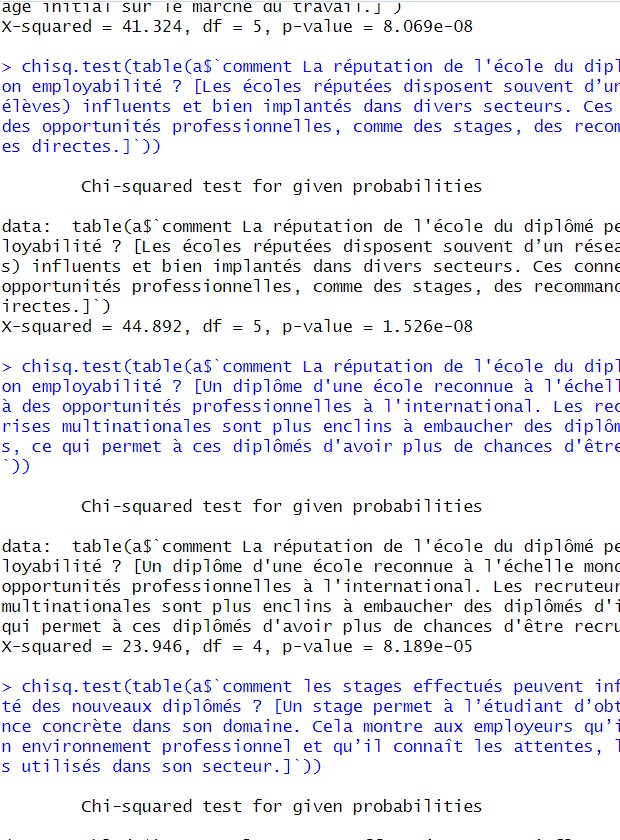 age initial sur le marché du travail.]`)
X-squared = 41.324, df = 5, p-value = 8.069e-08
> chisq.test(table(a$`comment La réputation de l'école du dipl
on employabilité ? [Les écoles réputées disposent souvent d’un
élèves) influents et bien implantés dans divers secteurs. Ces
des opportunités professionnelles, comme des stages, des recom
es directes.]`))
Chi-squared test for given probabilities
data:  table(a$`comment La réputation de l'école du diplômé pe
loyabilité ? [Les écoles réputées disposent souvent d’un résea
s) influents et bien implantés dans divers secteurs. Ces conne
opportunités professionnelles, comme des stages, des recommand
irectes.]`)
X-squared = 44.892, df = 5, p-value = 1.526e-08
> chisq.test(table(a$`comment La réputation de l'école du dipl
on employabilité ? [Un diplôme d'une école reconnue à l'échell
à des opportunités professionnelles à l'international. Les rec
rises multinationales sont plus enclins à embaucher des diplôm
s, ce qui permet à ces diplômés d'avoir plus de chances d'être
`))
Chi-squared test for given probabilities
data:  table(a$`comment La réputation de l'école du diplômé pe
loyabilité ? [Un diplôme d'une école reconnue à l'échelle mond
opportunités professionnelles à l'international. Les recruteur
multinationales sont plus enclins à embaucher des diplômés d'i
qui permet à ces diplômés d'avoir plus de chances d'être recru
X-squared = 23.946, df = 4, p-value = 8.189e-05
> chisq.test(table(a$`comment les stages effectués peuvent inf
té des nouveaux diplômés ? [Un stage permet à l’étudiant d’obt
nce concrète dans son domaine. Cela montre aux employeurs qu’i
n environnement professionnel et qu’il connaît les attentes, l
s utilisés dans son secteur.]`))
Chi-squared test for given probabilities